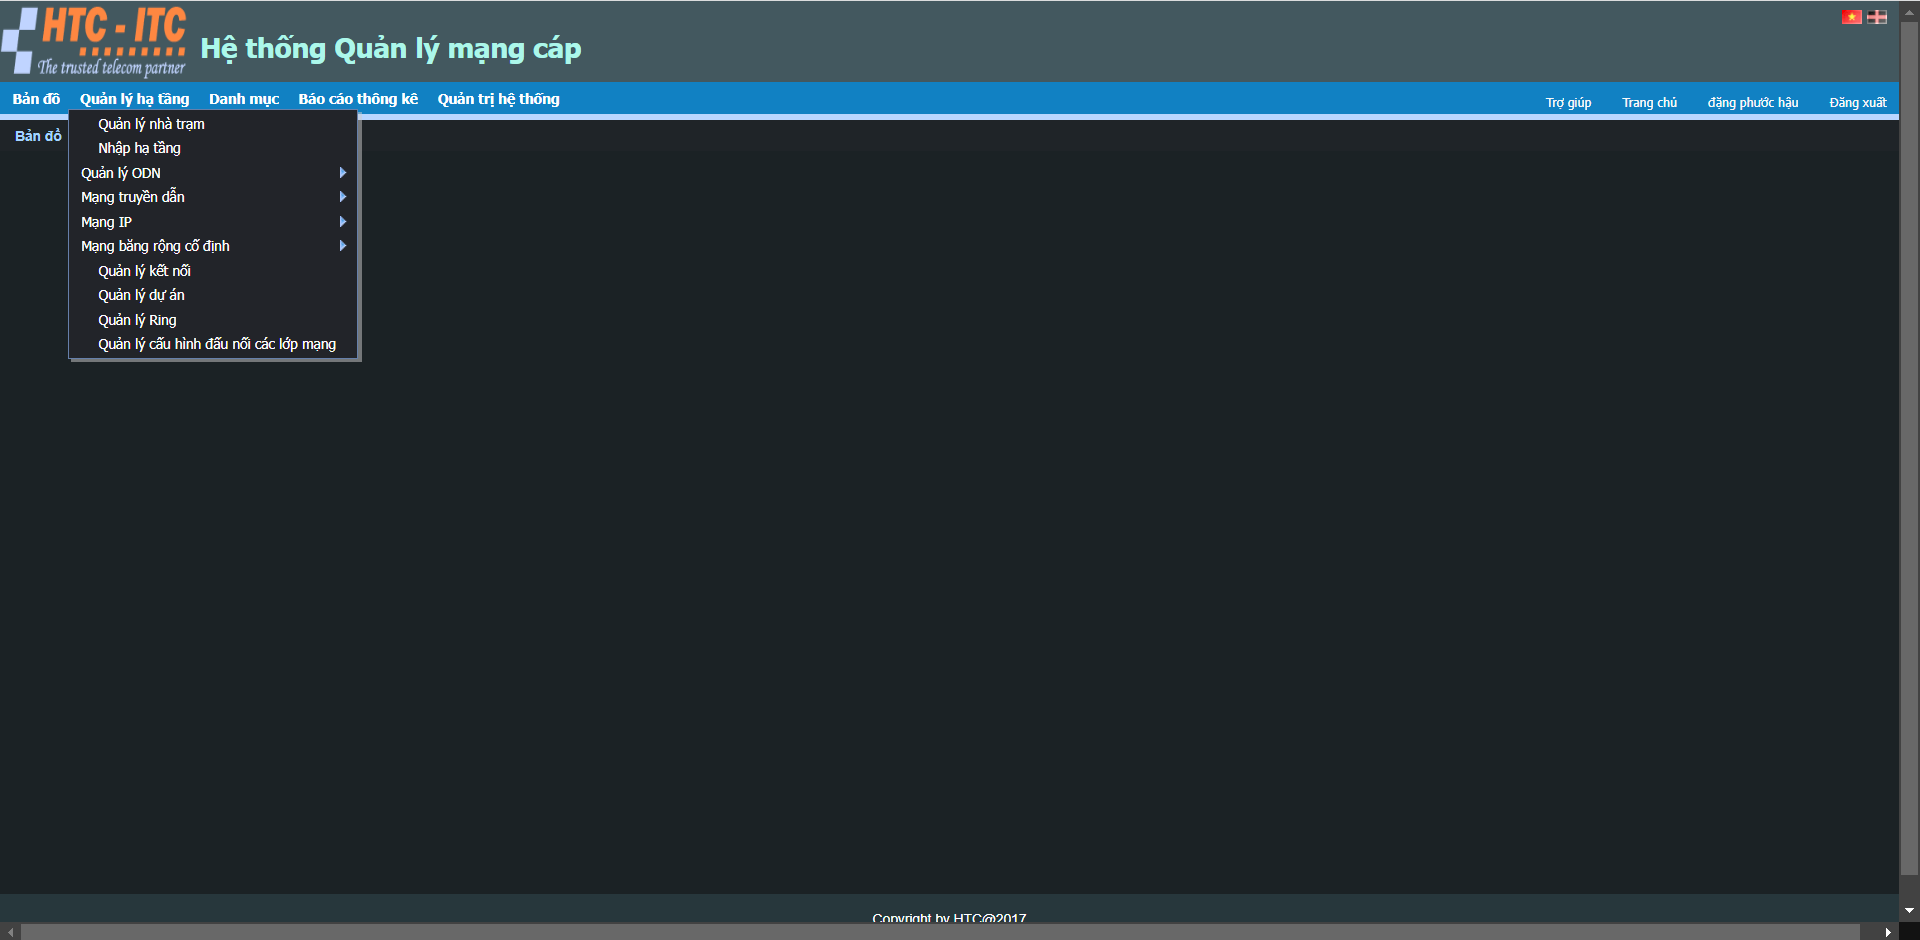 HTC - ITC
The trusted telecom partner
Hệ thống Quản lý mạng cáp
Bản đồ Quản lý hạ tầng Danh mục Báo cáo thông kê Quản trị hệ thống
Trợ giúp Trang chủ đặng phước hậu Đăng xuất
Bản đồ
Quản lý nhà trạm
Nhập hạ tầng
Quản lý ODN
Mạng truyền dẫn
Mạng IP
Mạng băng rộng cố định
Quản lý kết nối
Quản lý dự án
Quản lý Ring
Quản lý cấu hình đấu nối các lớp mạng
Copyright by HTC@2017